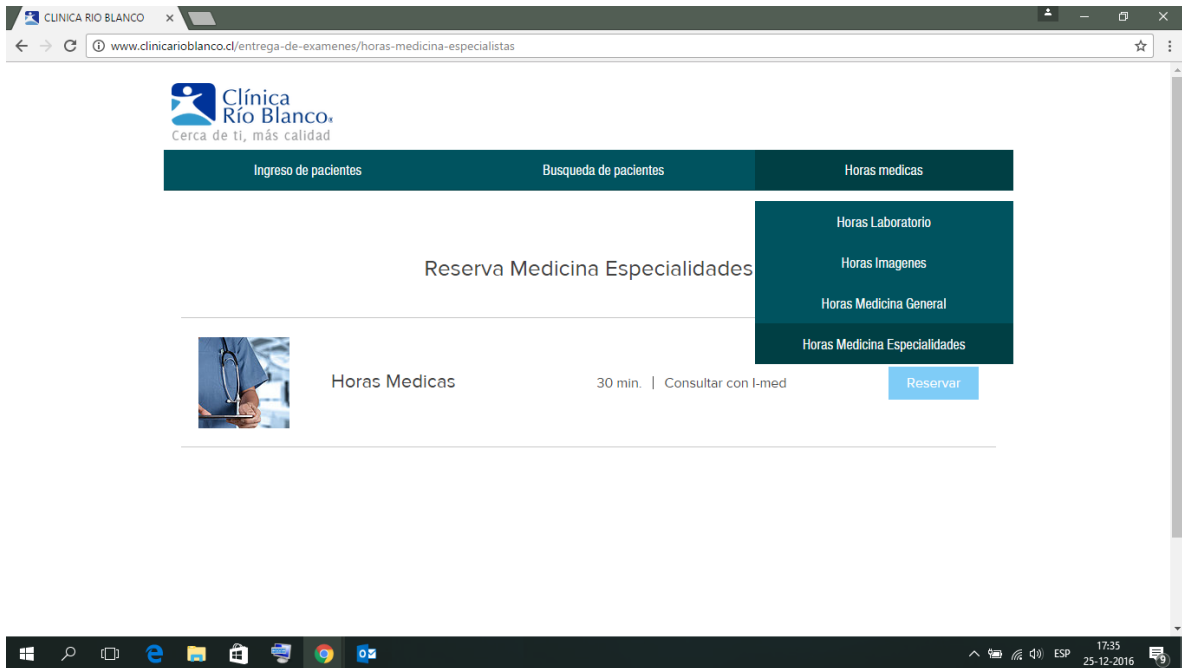 CLINICA RIO BLANCO
www.clinicarioblanco.cl/entrega-de-examenes/horas-medicina-especialistas
Clínica
Río Blanco
Cerca de ti, más calidad
Ingreso de pacientes
Busqueda de pacientes
Horas medicas
Horas Laboratorio
Horas Imagenes
Horas Medicina General
Horas Medicina Especialidades
Reserva Medicina Especialidades
Horas Medicas
30 min. | Consultar con I-med
Reservar
ESP
17:35
25-12-2016
9